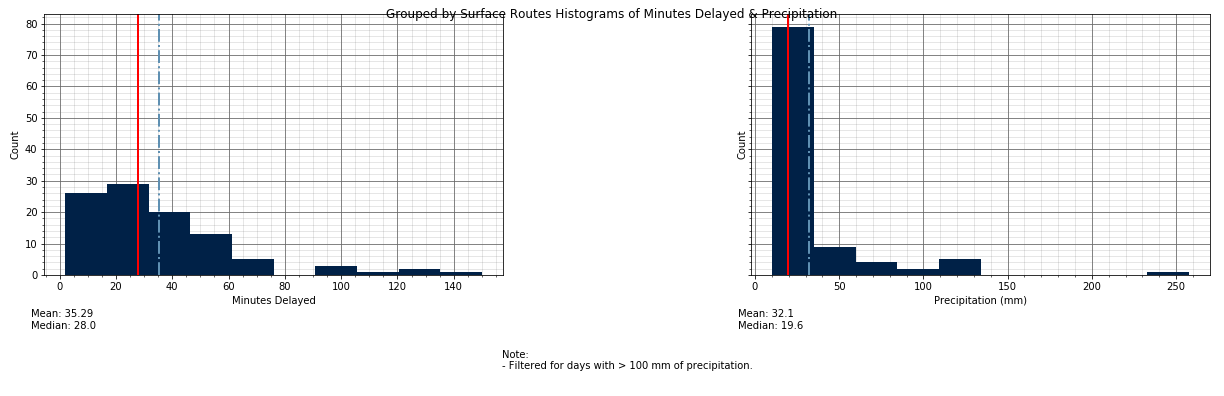 Grouped by Surface Routes Histograms of Minutes Delayed & Precipitation
Count
80
70
60
50
40
30
20
10
0
0 20 40 60 80 100 120 140
Minutes Delayed
Mean: 35.29
Median: 28.0
Count
0 50 100 150 200 250
Precipitation (mm)
Mean: 32.1
Median: 19.6
Note:
- Filtered for days with > 100 mm of precipitation.